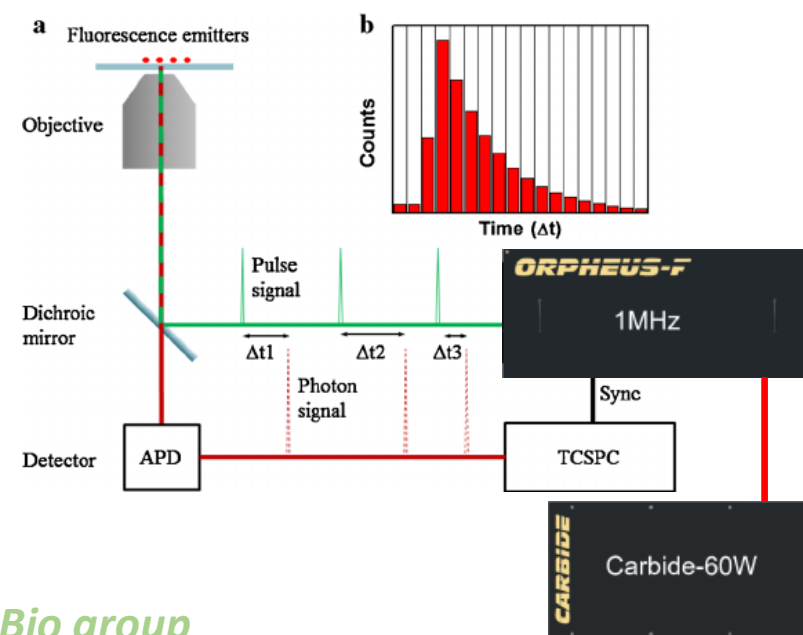 a
Fluorescence emitters
Objective
Dichroic
mirror
Detector
APD
Pulse
signal
Δt1
Δt2
Δt3
Photon
signal
b
Counts
Time (Δt)
ORPHEUS-F
1MHz
Sync
TCSPC
CARBIDE
Carbide-60W
Bio group